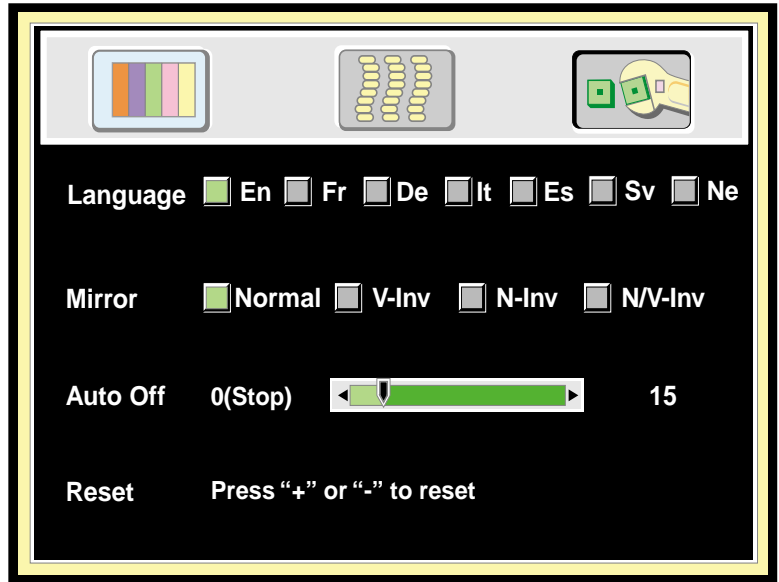 Language En Fr De It Es Sv Ne
Mirror Normal V-Inv N-Inv N/V-Inv
Auto Off 0(Stop) 15
Reset Press “+” or “-” to reset